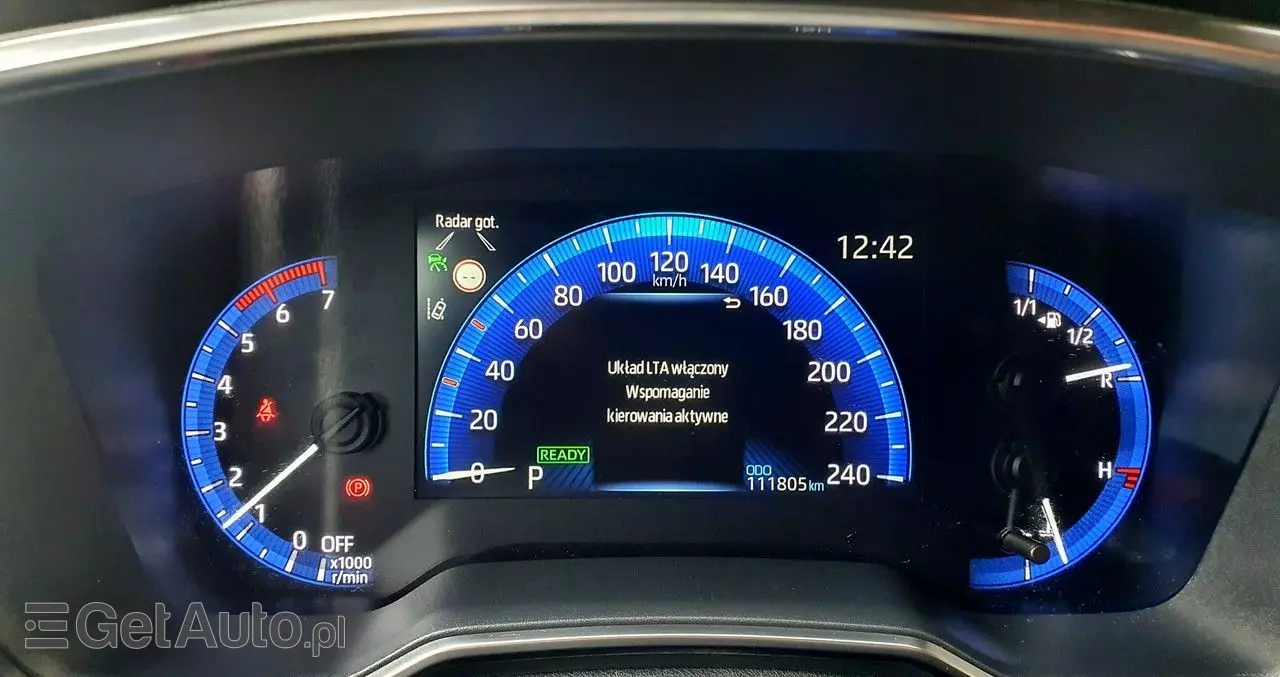 Radar got.
12:42
7
6
5
4
3
2
1
0 OFF
x1000
r/min
0
20
40
60
80
100
120
km/h
140
160
180
200
220
240
Układ LTA włączony
Wspomaganie
kierowania aktywne
READY
P
ODO
111805 km
1/1
1/2
R
H
GetAuto.pl